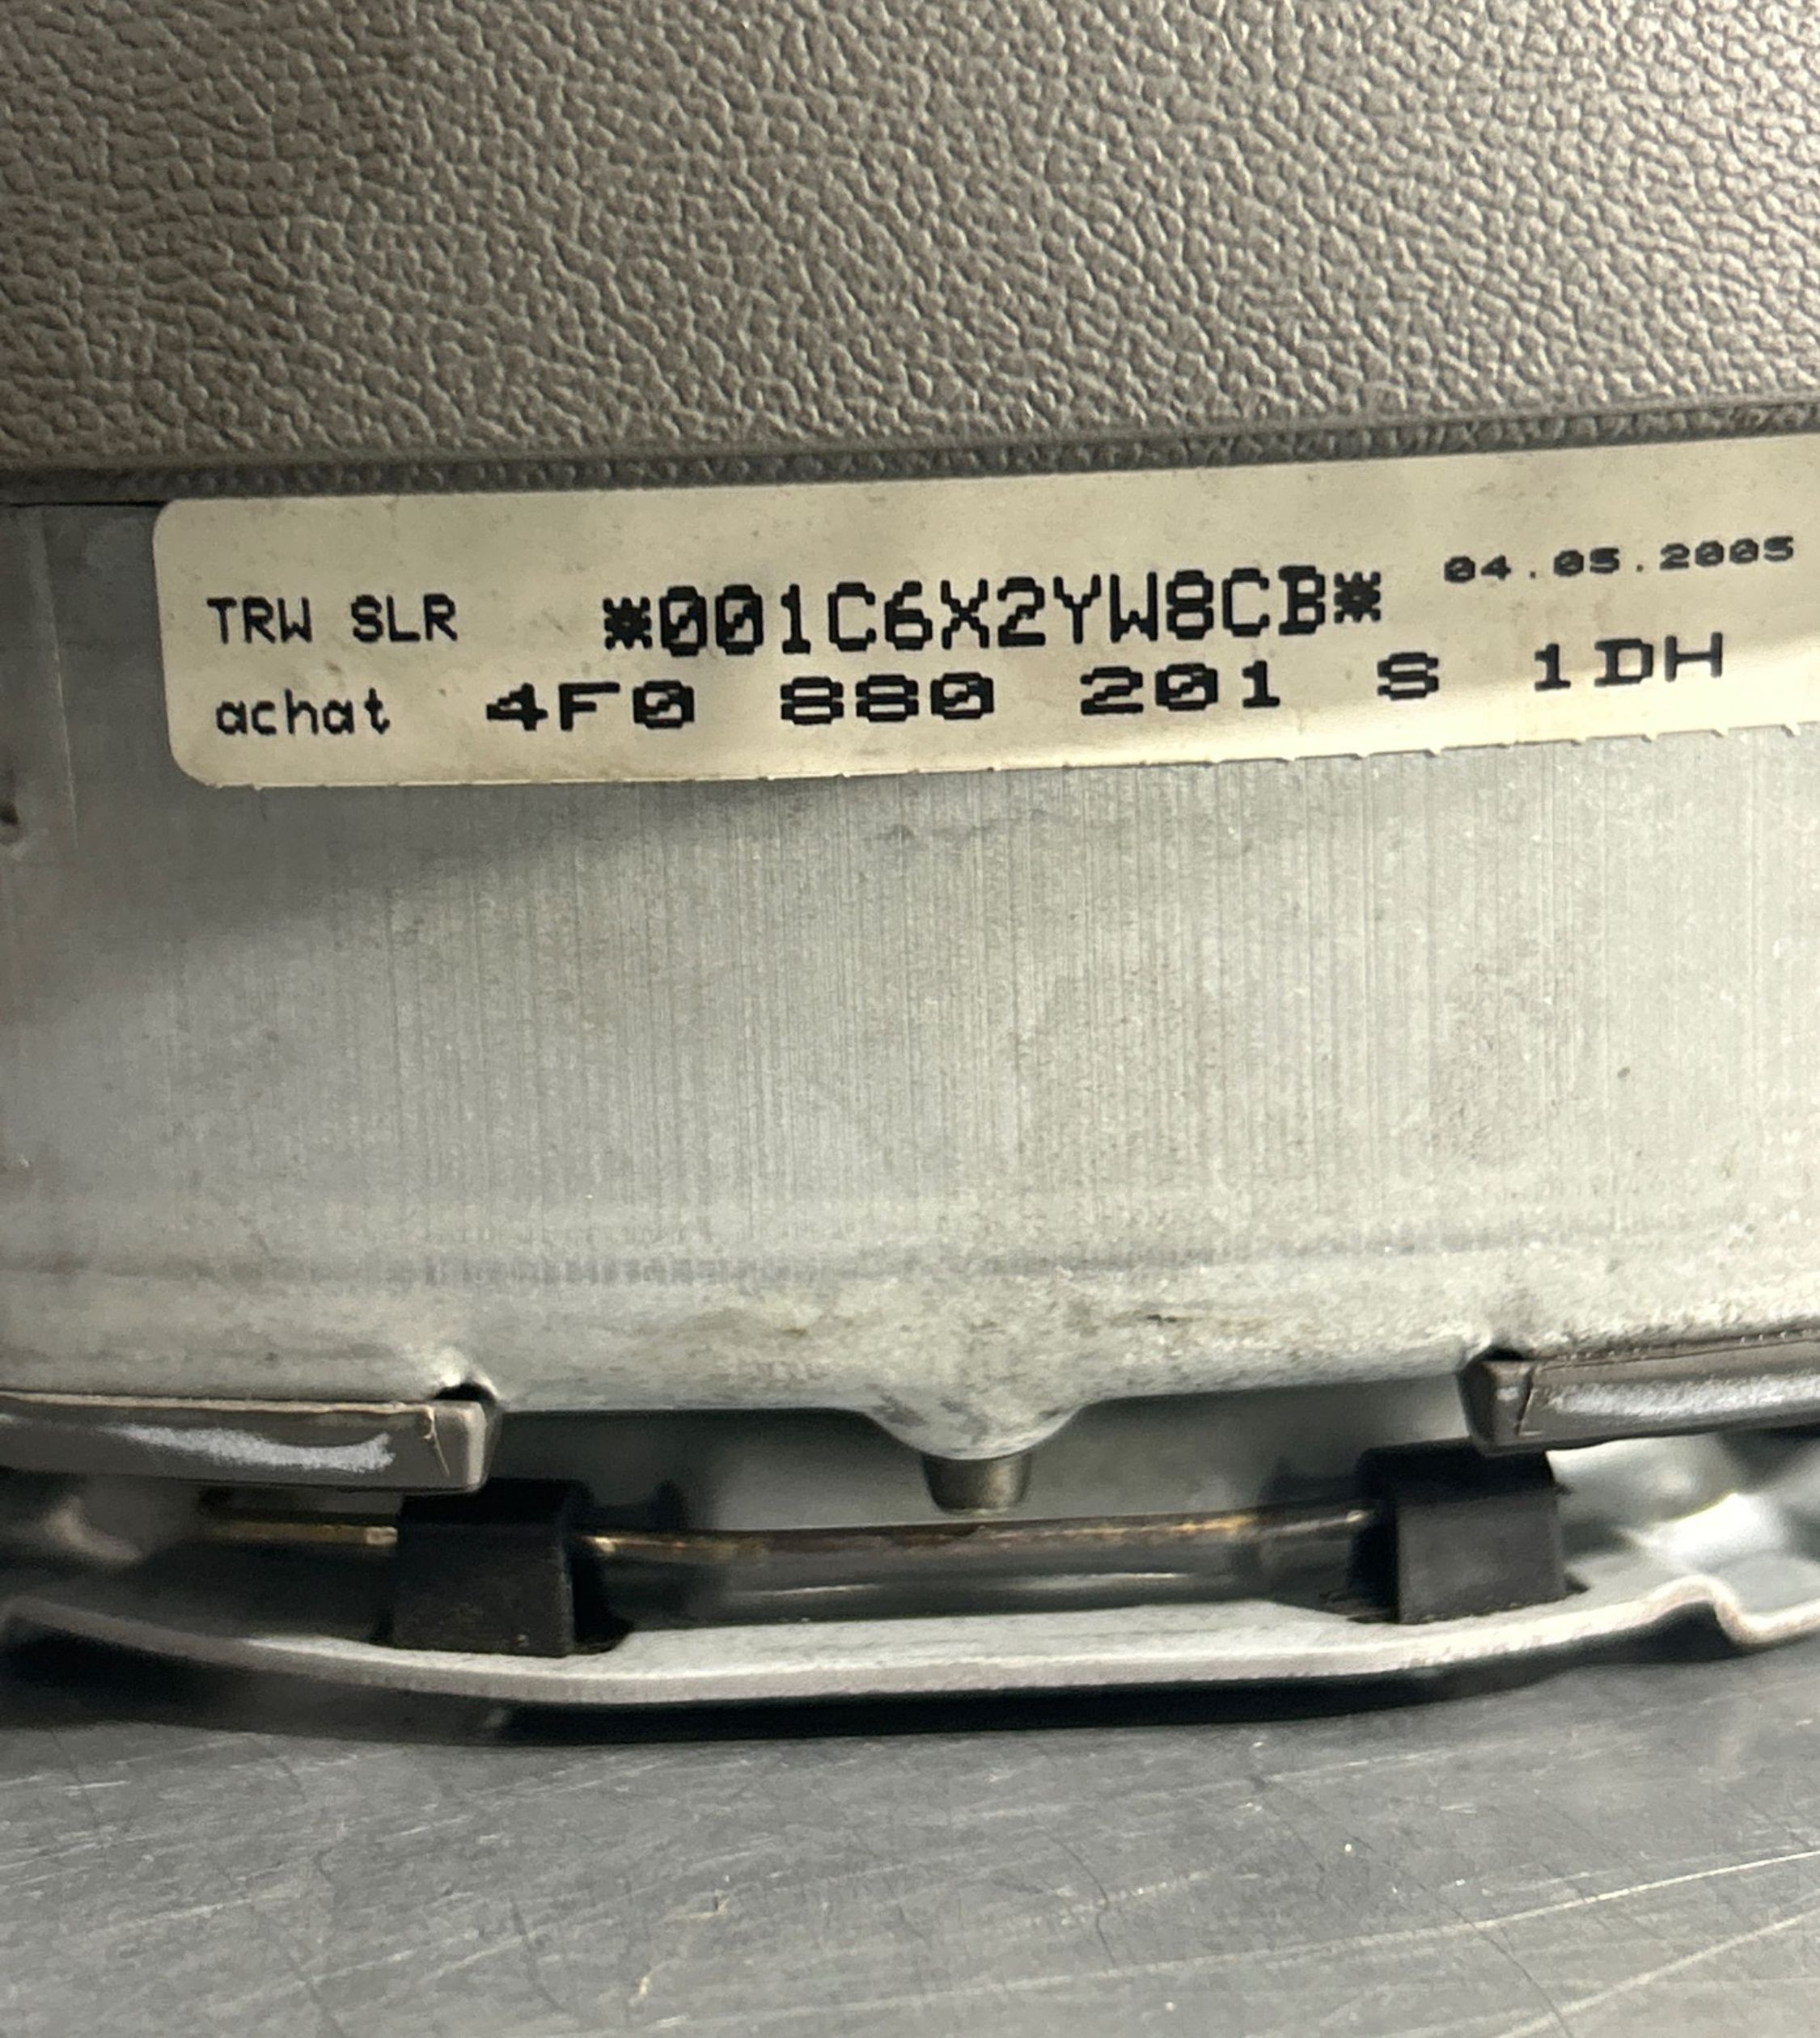 TRW SLR *001C6X2YW8CB* 04.05.2005
achat 4F0 880 201 S 1DH